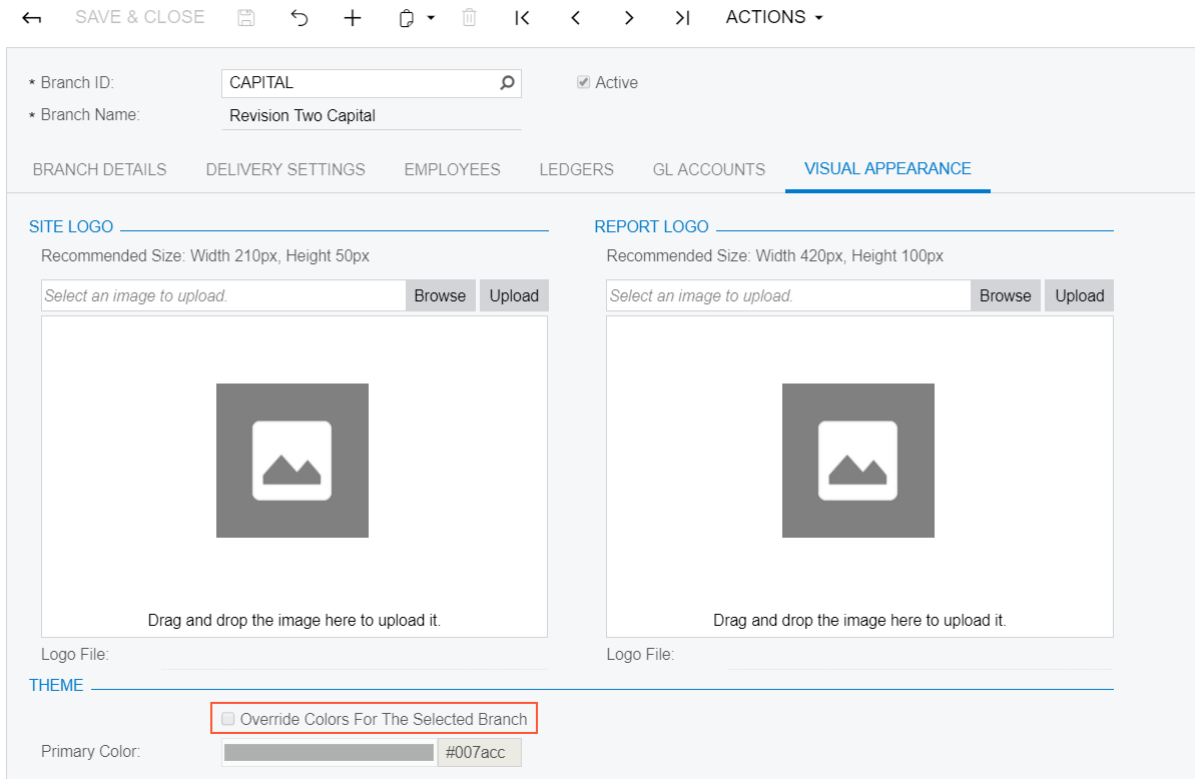 SAVE & CLOSE ACTIONS
* Branch ID: CAPITAL Active
* Branch Name: Revision Two Capital
BRANCH DETAILS DELIVERY SETTINGS EMPLOYEES LEDGERS GL ACCOUNTS VISUAL APPEARANCE
SITE LOGO REPORT LOGO
Recommended Size: Width 210px, Height 50px Recommended Size: Width 420px, Height 100px
Select an image to upload. Browse Upload Select an image to upload. Browse Upload
Drag and drop the image here to upload it. Drag and drop the image here to upload it.
Logo File: Logo File:
THEME
Override Colors For The Selected Branch
Primary Color: #007acc